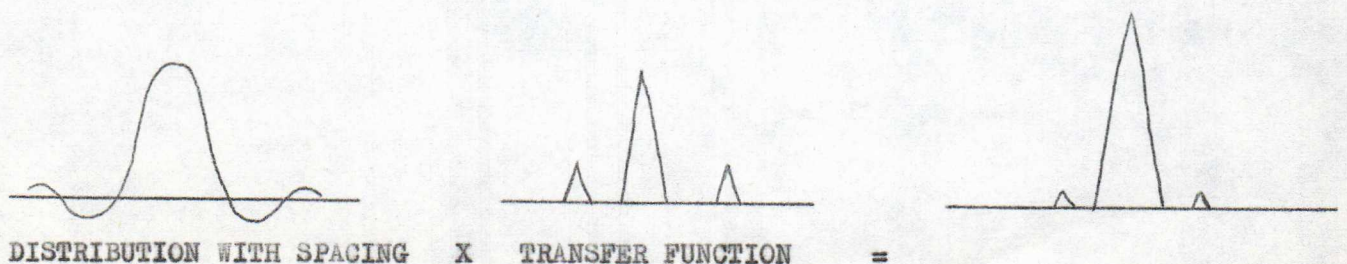 DISTRIBUTION WITH SPACING X TRANSFER FUNCTION =